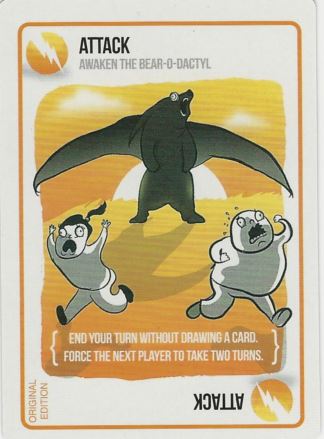 ATTACK
AWAKEN THE BEAR-O-DACTYL
END YOUR TURN WITHOUT DRAWING A CARD.
FORCE THE NEXT PLAYER TO TAKE TWO TURNS.
ORIGINAL
EDITION
ATTACK